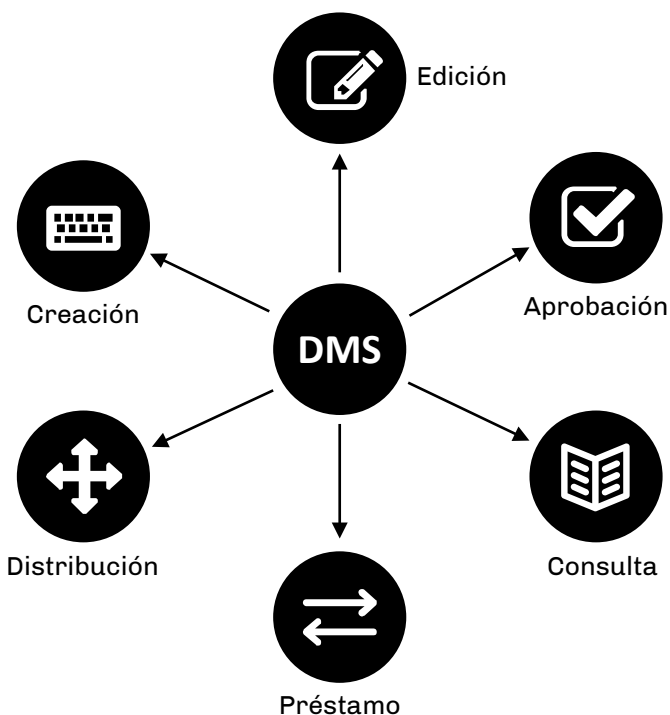 Edición
Creación
Aprobación
DMS
Distribución
Consulta
Préstamo